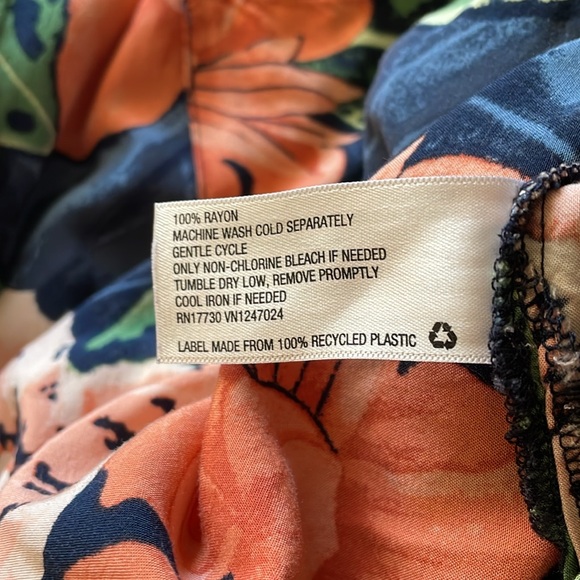 100% RAYON
MACHINE WASH COLD SEPARATELY
GENTLE CYCLE
ONLY NON-CHLORINE BLEACH IF NEEDED
TUMBLE DRY LOW, REMOVE PROMPTLY
COOL IRON IF NEEDED
RN17730 VN1247024
LABEL MADE FROM 100% RECYCLED PLASTIC